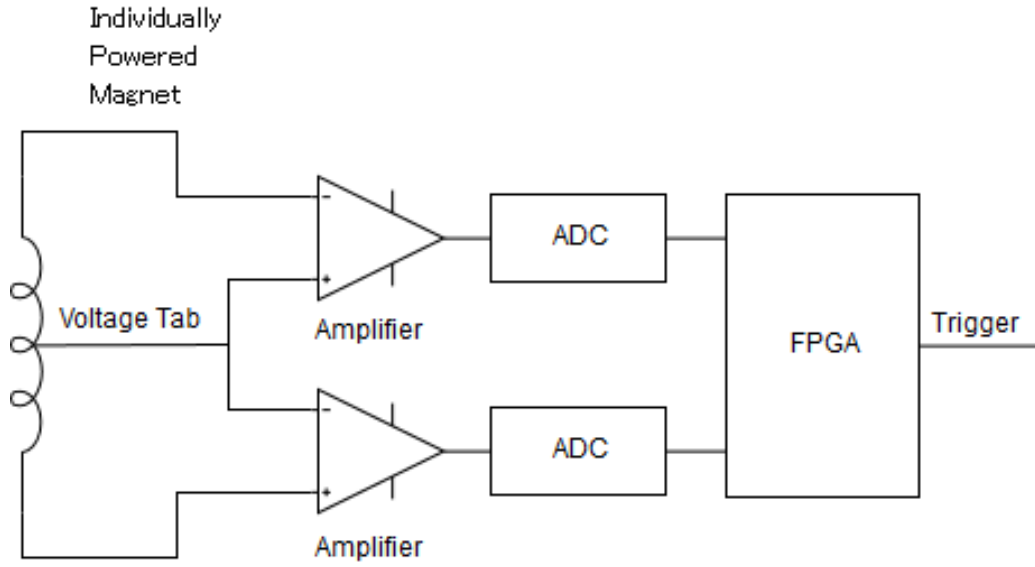 Individually
Powered
Magnet
-
+
Amplifier
ADC
Voltage Tab
FPGA
Trigger
-
+
Amplifier
ADC